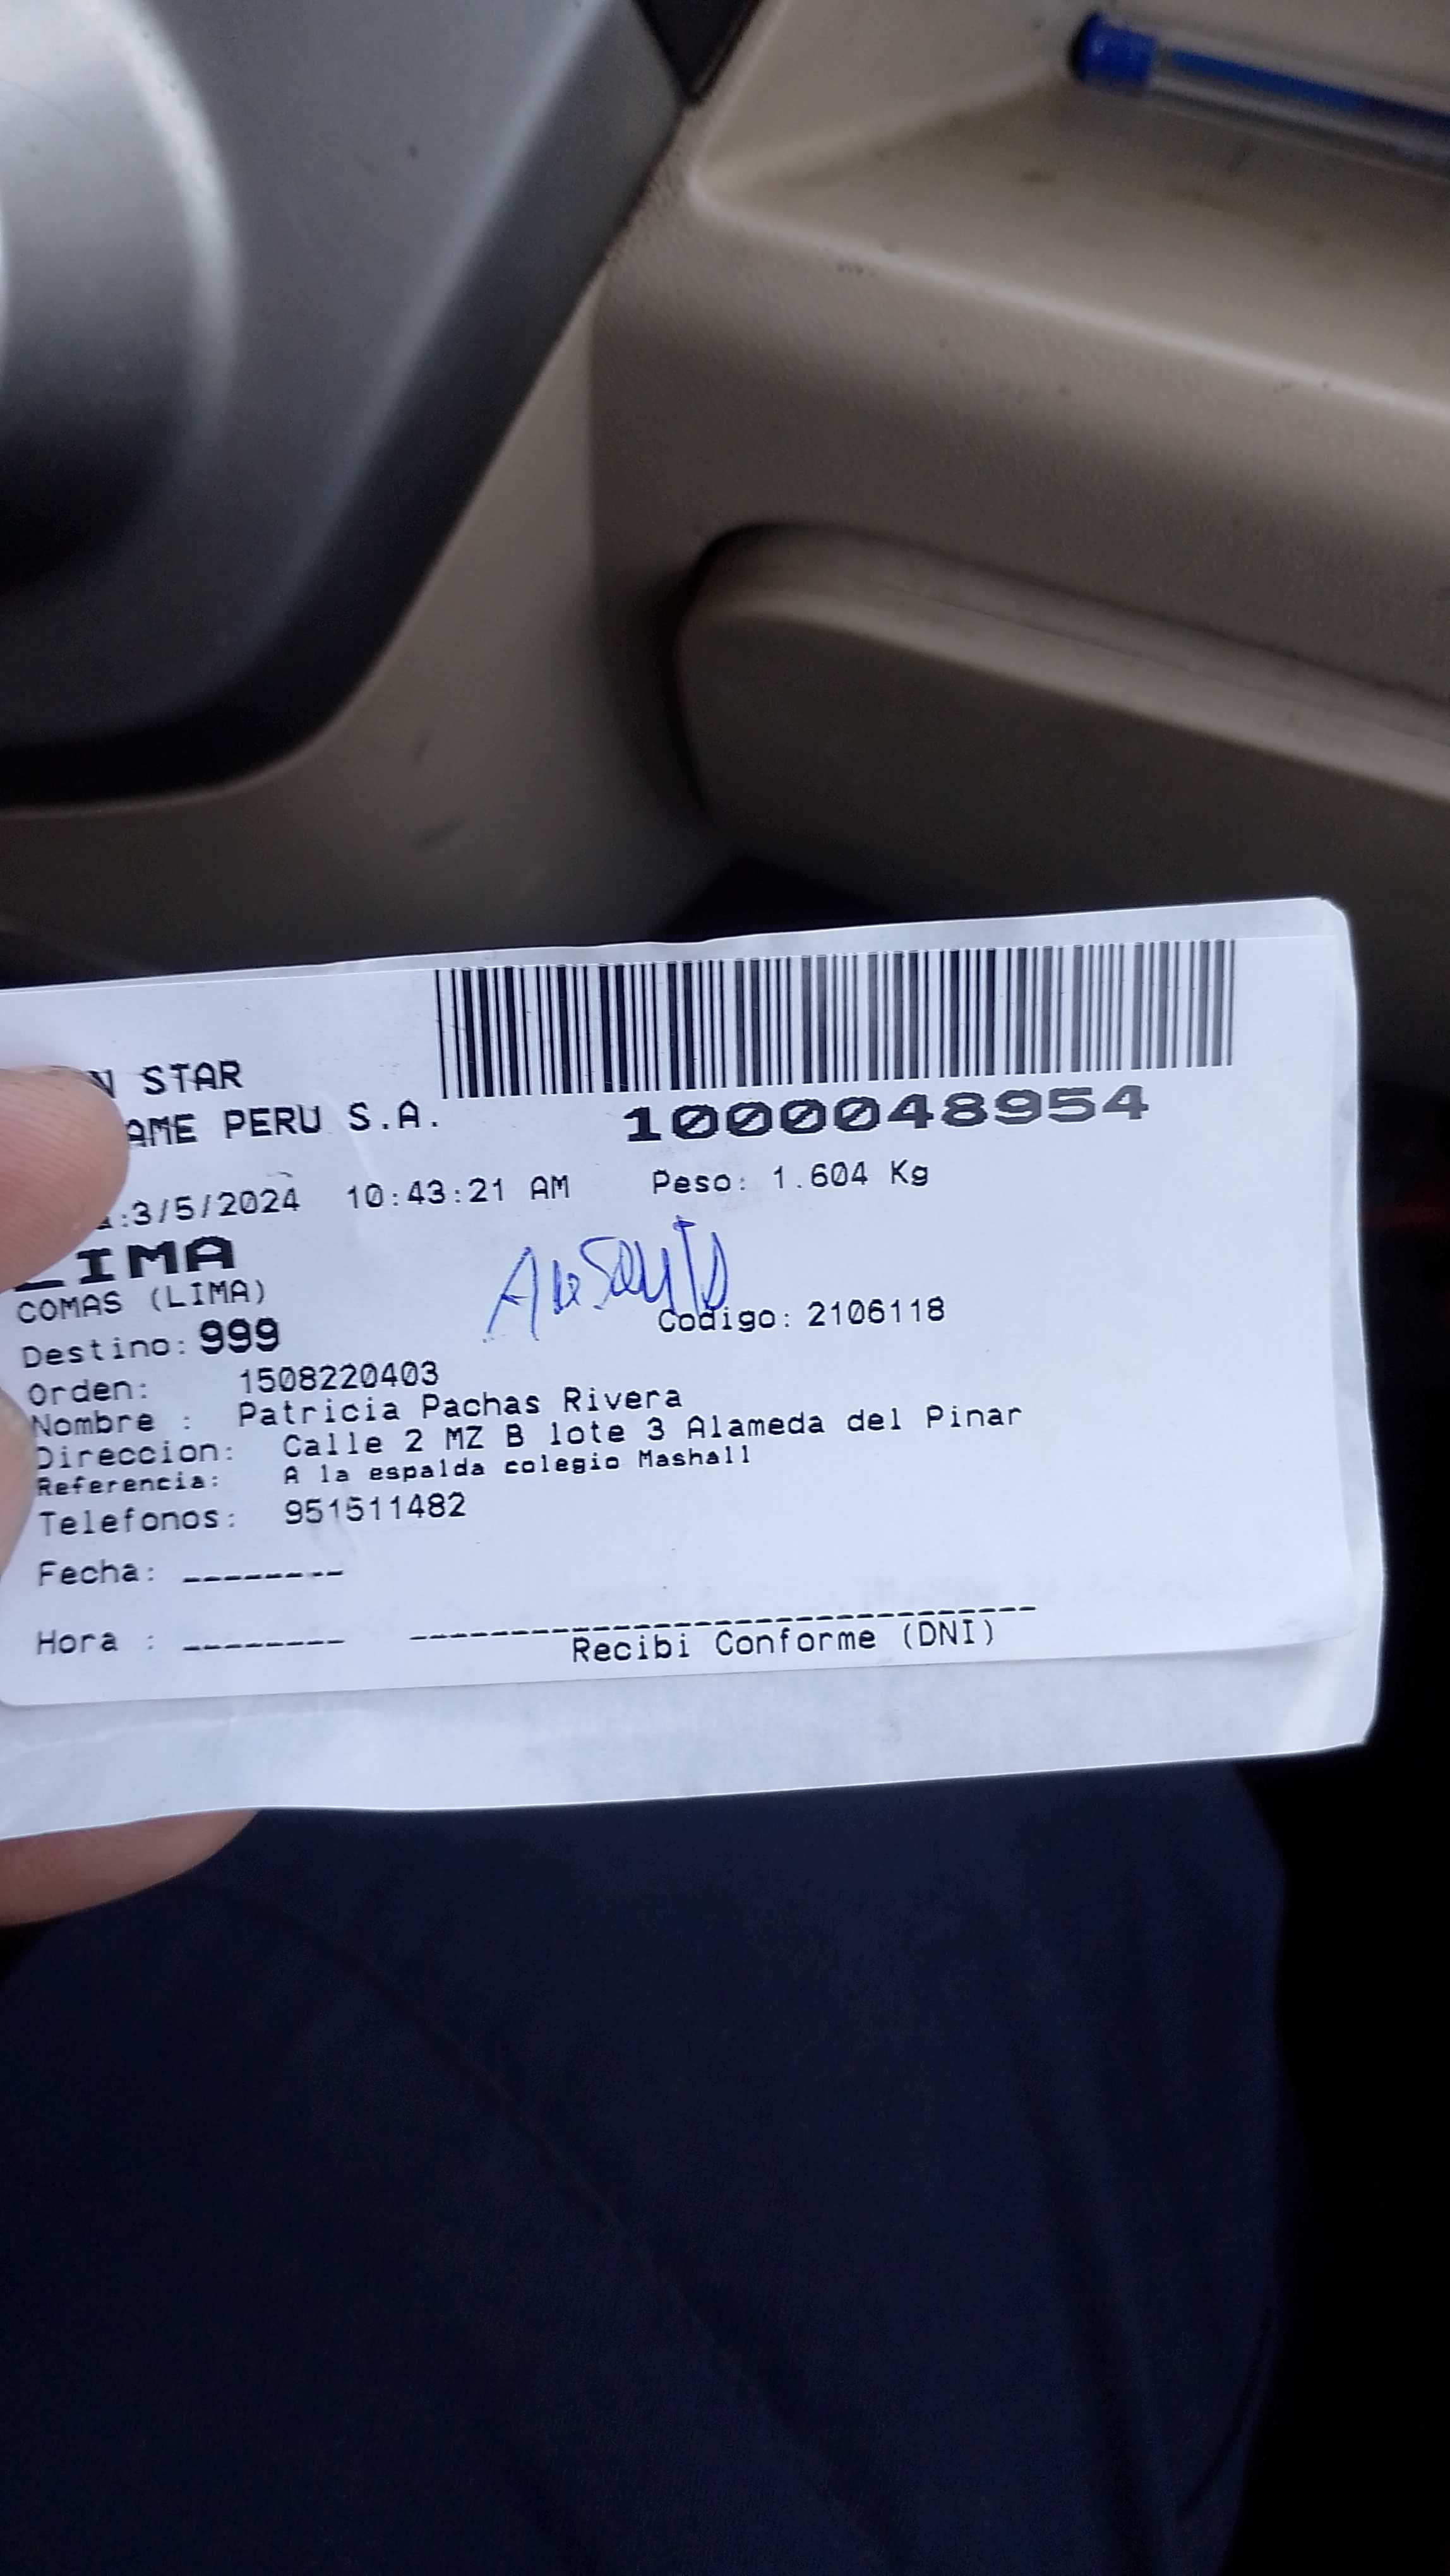 STAR
PERU S.A.
1000048954
:3/5/2024 10:43:21 AM Peso: 1.604 Kg
LIMA
COMAS (LIMA)
Destino: 999
Codigo: 2106118
Orden: 1508220403
Nombre : Patricia Pachas Rivera
Direccion: Calle 2 MZ B lote 3 Alameda del Pinar
Referencia: A la espalda colegio Mashall
Telefonos: 951511482
Fecha: --------
Hora : --------
Recibi Conforme (DNI)